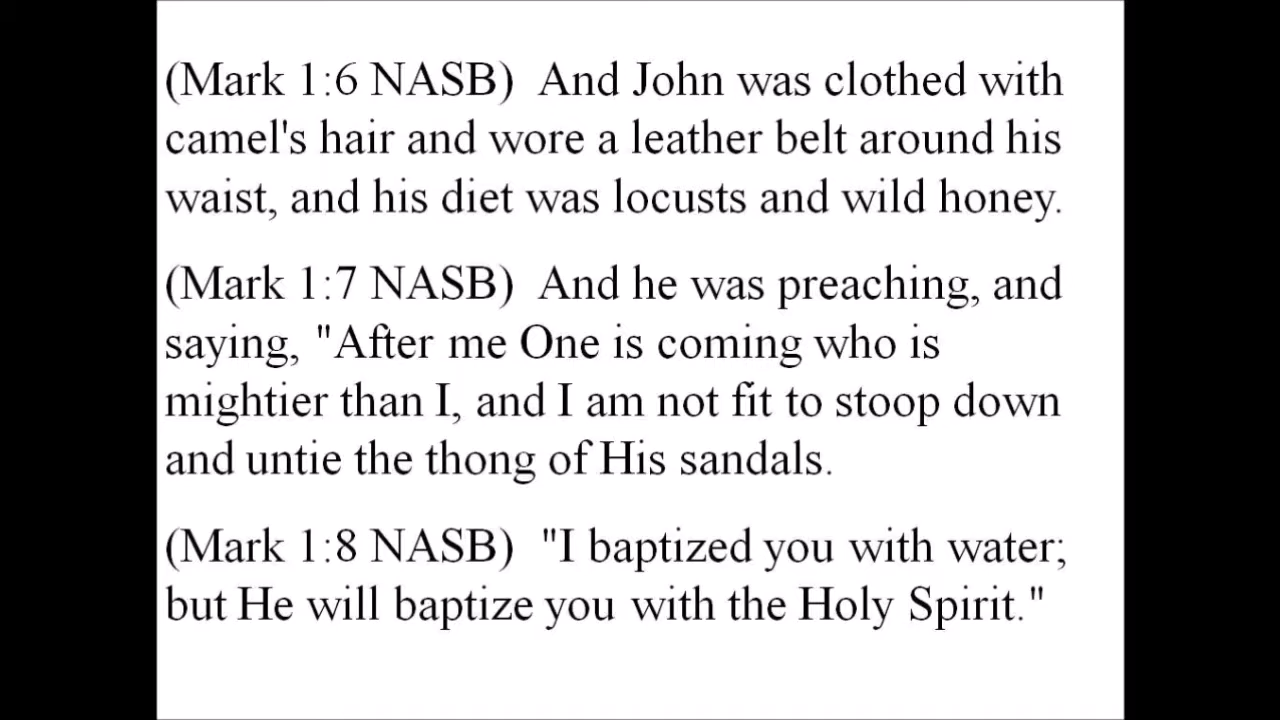 (Mark 1:6 NASB)  And John was clothed with
camel's hair and wore a leather belt around his
waist, and his diet was locusts and wild honey.
(Mark 1:7 NASB)  And he was preaching, and
saying, "After me One is coming who is
mightier than I, and I am not fit to stoop down
and untie the thong of His sandals.
(Mark 1:8 NASB)  "I baptized you with water;
but He will baptize you with the Holy Spirit."